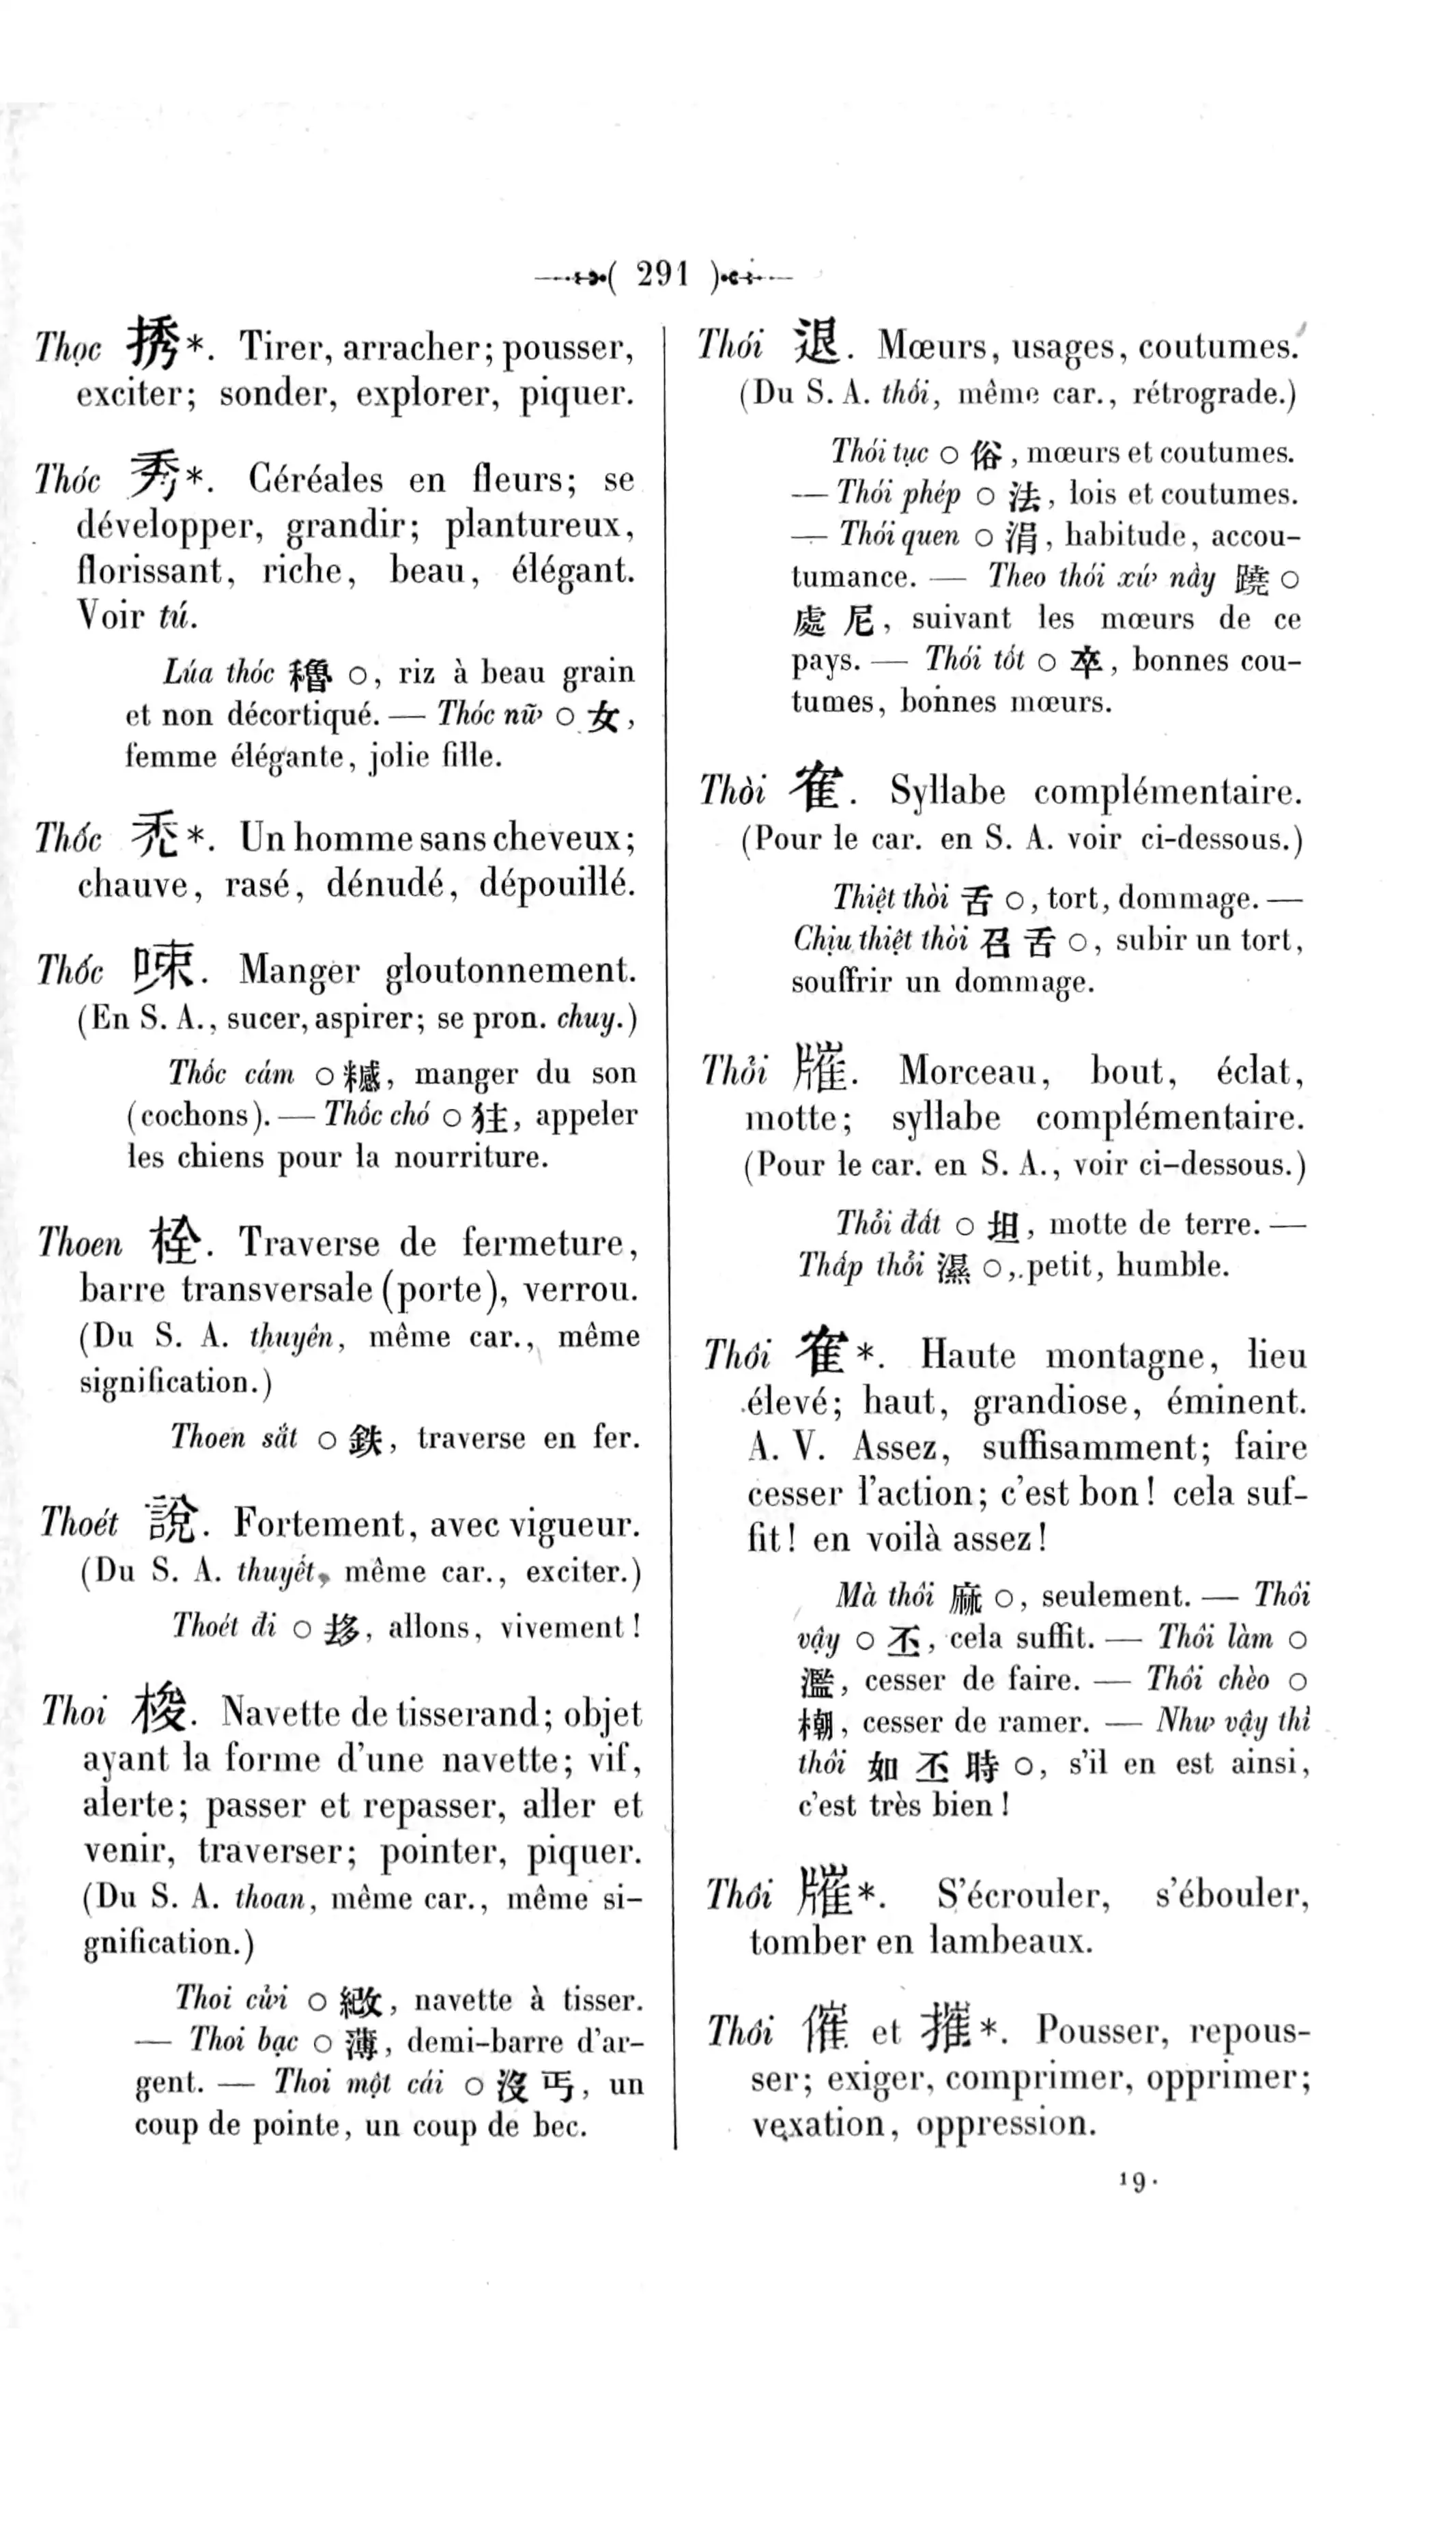 ( 291 )
Thọc 㨙*. Tirer, arracher; pousser,
exciter; sonder, explorer, piquer.
Thóc 秀*. Céréales en fleurs; se
développer, grandir; plantureux,
florissant, riche, beau, élégant.
Voir tú.
Lúa thóc 穭 ○, riz à beau grain
et non décortiqué. — Thóc nữ ○ 女,
femme élégante, jolie fille.
Thốc 禿*. Un homme sans cheveux;
chauve, rasé, dénudé, dépouillé.
Thốc 㖨. Manger gloutonnement.
(En S. A., sucer, aspirer; se pron. chuy.)
Thốc cám ○ 𥽇, manger du son
(cochons). — Thốc chó ○ 㹥, appeler
les chiens pour la nourriture.
Thoen 栓. Traverse de fermeture,
barre transversale (porte), verrou.
(Du S. A. thuyên, même car., même
signification.)
Thoen sắt ○ 鉄, traverse en fer.
Thoét 說. Fortement, avec vigueur.
(Du S. A. thuyết, même car., exciter.)
Thoét đi ○ 𠫾, allons, vivement!
Thoi 梭. Navette de tisserand; objet
ayant la forme d'une navette; vif,
alerte; passer et repasser, aller et
venir, traverser; pointer, piquer.
(Du S. A. thoan, même car., même si-
gnification.)
Thoi cửi ○, navette à tisser.
— Thoi bạc ○ 薄, demi-barre d'ar-
gent. — Thoi một cái ○ 沒 丐, un
coup de pointe, un coup de bec.
Thói 退. Mœurs, usages, coutumes.
(Du S. A. thối, même car., rétrograde.)
Thói tục ○ 俗, mœurs et coutumes.
— Thói phép ○ 法, lois et coutumes.
— Thói quen ○ 涓, habitude, accou-
tumance. — Theo thói xứ nầy 蹺 ○
處 尼, suivant les mœurs de ce
pays. — Thói tốt ○ 卒, bonnes cou-
tumes, bonnes mœurs.
Thòi 崔. Syllabe complémentaire.
(Pour le car. en S. A. voir ci-dessous.)
Thiệt thòi 舌 ○, tort, dommage. —
Chịu thiệt thòi 召 舌 ○, subir un tort,
souffrir un dommage.
Thỏi 㩓. Morceau, bout, éclat,
motte; syllabe complémentaire.
(Pour le car. en S. A., voir ci-dessous.)
Thỏi đất ○ 坦, motte de terre. —
Thấp thỏi 濕 ○, petit, humble.
Thôi 崔*. Haute montagne, lieu
élevé; haut, grandiose, éminent.
A. V. Assez, suffisamment; faire
cesser l'action; c'est bon! cela suf-
fit! en voilà assez!
Mà thôi 麻 ○, seulement. — Thôi
vậy ○ 丕, cela suffit. — Thôi làm ○
濫, cesser de faire. — Thôi chèo ○
樃, cesser de ramer. — Như vậy thì
thôi 如 丕 時 ○, s'il en est ainsi,
c'est très bien!
Thôi *. S'écrouler, s'ébouler,
tomber en lambeaux.
Thôi 催 et 摧*. Pousser, repous-
ser; exiger, comprimer, opprimer;
vexation, oppression.
19.